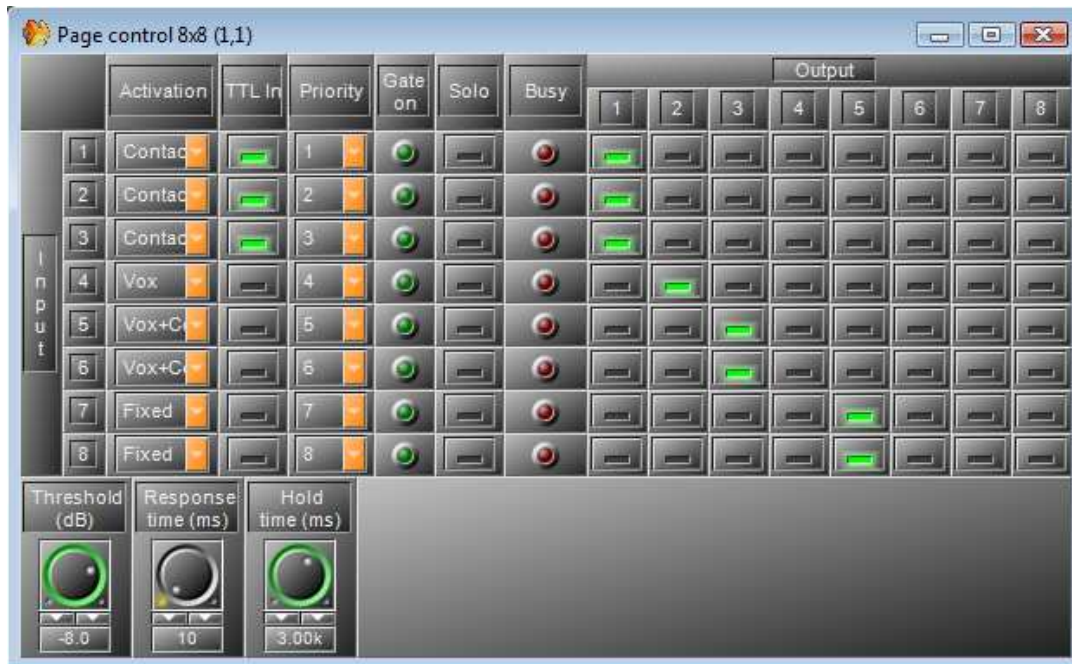 Page control 8x8 (1,1)
Output
Activation TTL In Priority Gate on Solo Busy 1 2 3 4 5 6 7 8
Input
1 Contac 1
2 Contac 2
3 Contac 3
4 Vox 4
5 Vox+C 5
6 Vox+C 6
7 Fixed 7
8 Fixed 8
Threshold (dB) Response time (ms) Hold time (ms)
-8.0 10 3.00k